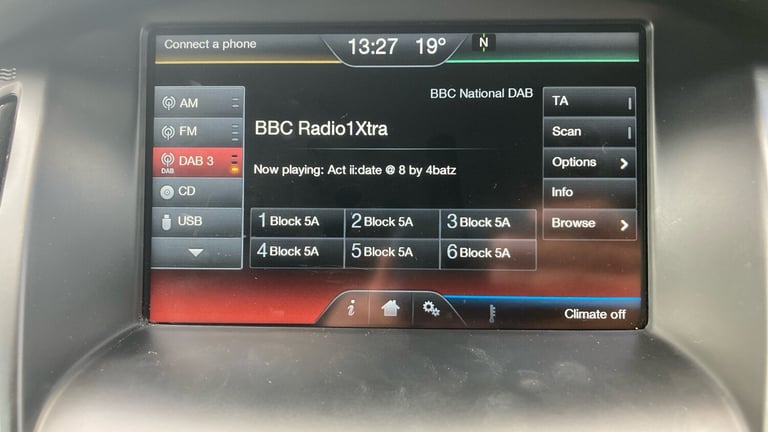 Connect a phone
13:27 19° N
BBC National DAB
AM
FM
DAB 3
DAB
CD
USB
BBC Radio1Xtra
Now playing: Act ii:date @ 8 by 4batz
1 Block 5A
2 Block 5A
3 Block 5A
4 Block 5A
5 Block 5A
6 Block 5A
TA
Scan
Options
Info
Browse
i
Climate off